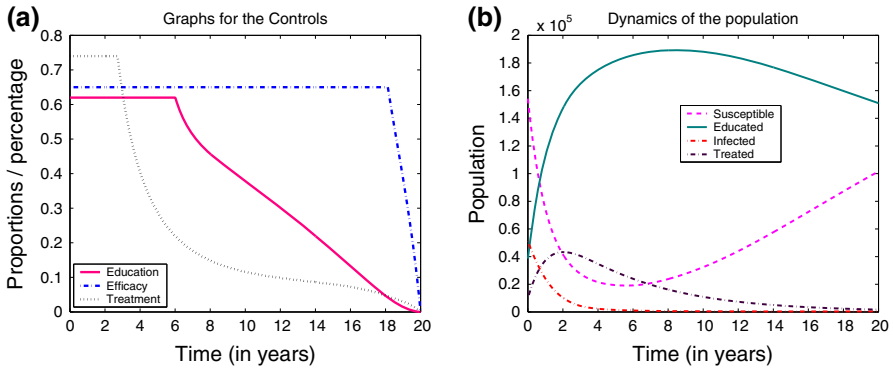 (a)
Graphs for the Controls
Proportions / percentage
0.8
0.7
0.6
0.5
0.4
0.3
0.2
0.1
0
Education
Efficacy
Treatment
0 2 4 6 8 10 12 14 16 18 20
Time (in years)
(b)
x 10^5
Dynamics of the population
Population
2
1.8
1.6
1.4
1.2
1
0.8
0.6
0.4
0.2
0
Susceptible
Educated
Infected
Treated
0 2 4 6 8 10 12 14 16 18 20
Time (in years)